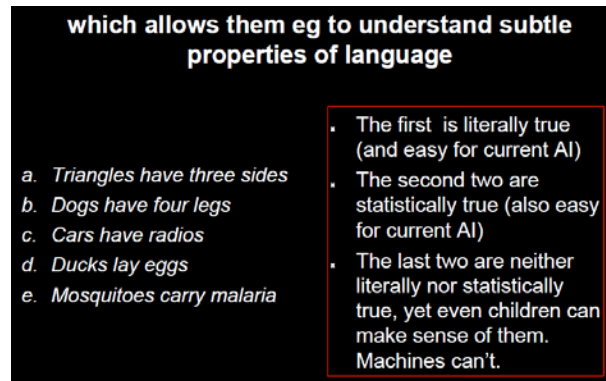 which allows them eg to understand subtle
properties of language
a. Triangles have three sides
b. Dogs have four legs
c. Cars have radios
d. Ducks lay eggs
e. Mosquitoes carry malaria
▪ The first is literally true
(and easy for current AI)
▪ The second two are
statistically true (also easy
for current AI)
▪ The last two are neither
literally nor statistically
true, yet even children can
make sense of them.
Machines can't.